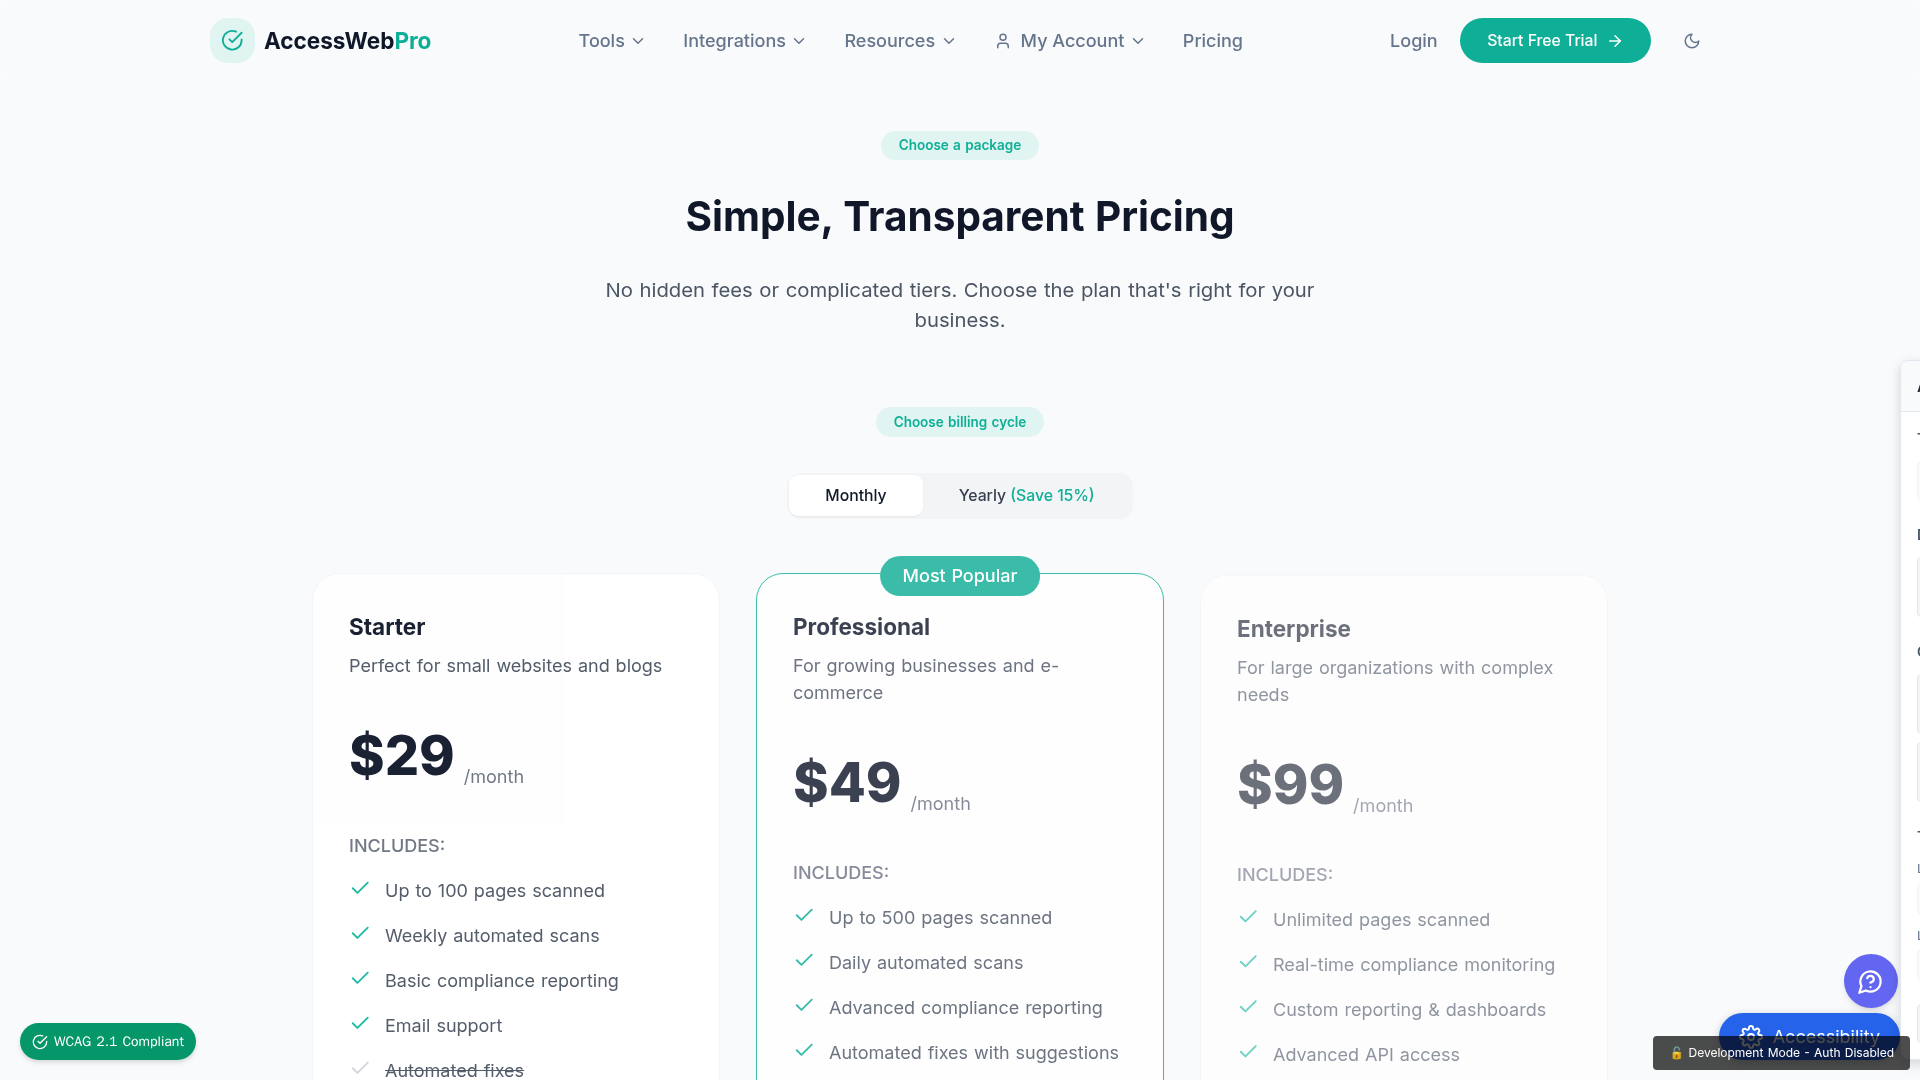 AccessWebPro
Tools
Integrations
Resources
My Account
Pricing
Login
Start Free Trial
Choose a package
Simple, Transparent Pricing
No hidden fees or complicated tiers. Choose the plan that's right for your
business.
Choose billing cycle
Monthly
Yearly (Save 15%)
Starter
Perfect for small websites and blogs
$29 /month
INCLUDES:
Up to 100 pages scanned
Weekly automated scans
Basic compliance reporting
Email support
Automated fixes
Most Popular
Professional
For growing businesses and e-
commerce
$49 /month
INCLUDES:
Up to 500 pages scanned
Daily automated scans
Advanced compliance reporting
Automated fixes with suggestions
Enterprise
For large organizations with complex
needs
$99 /month
INCLUDES:
Unlimited pages scanned
Real-time compliance monitoring
Custom reporting & dashboards
Advanced API access
WCAG 2.1 Compliant
Accessibility
Development Mode - Auth Disabled